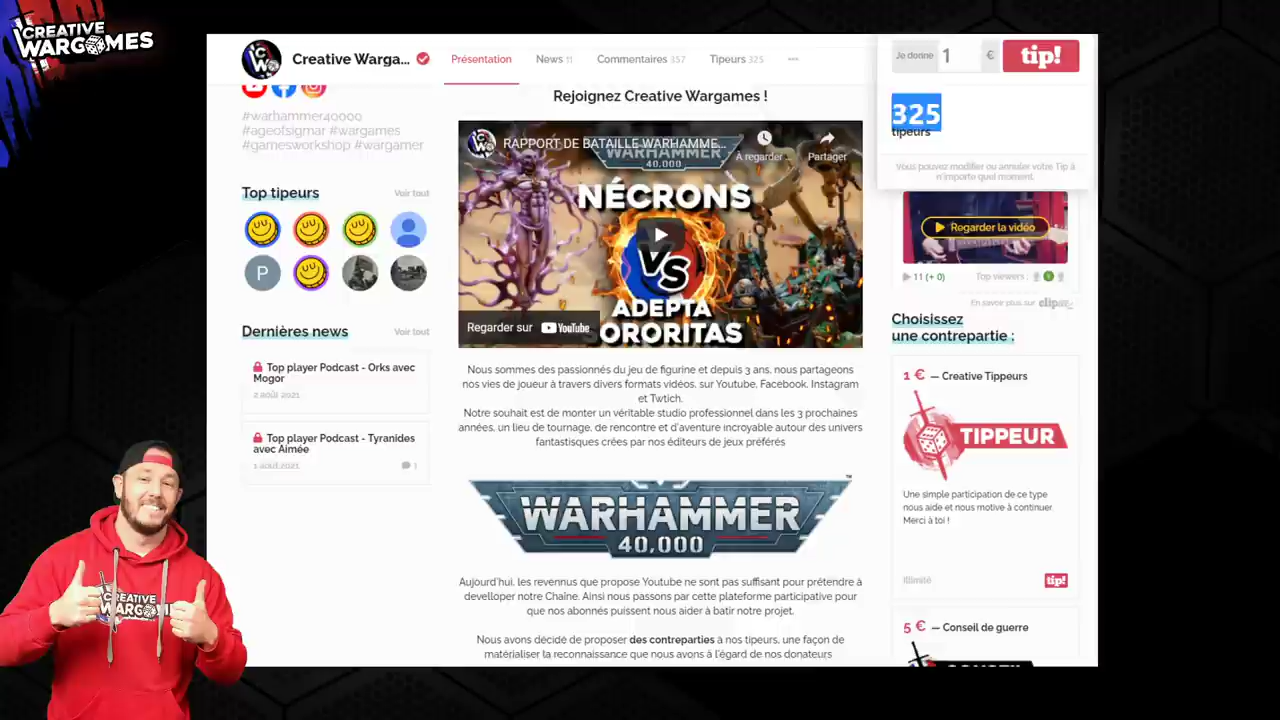 CREATIVE
WARGAMES
CW
Creative Warga...
Présentation
News 11
Commentaires 357
Tipeurs 325
...
Je donne
1
€
tip!
325
tipeurs
Vous pouvez modifier ou annuler votre Tip à
n'importe quel moment.
#warhammer40000
#ageofsigmar #wargames
#gamesworkshop #wargamer
Top tipeurs
Voir tout
P
Dernières news
Voir tout
Top player Podcast - Orks avec
Mogor
2 août 2021
Top player Podcast - Tyranides
avec Aimée
1 août 2021
1
Rejoignez Creative Wargames !
RAPPORT DE BATAILLE WARHAMME...
À regarder ...
Partager
WARHAMMER
40,000
NÉCRONS
VS
ADEPTA
SORORITAS
Regarder sur YouTube
Nous sommes des passionnés du jeu de figurine et depuis 3 ans, nous partageons
nos vies de joueur à travers divers formats vidéos, sur Youtube, Facebook, Instagram
et Twtich.
Notre souhait est de monter un véritable studio professionnel dans les 3 prochaines
années, un lieu de tournage, de rencontre et d'aventure incroyable autour des univers
fantastisques crées par nos éditeurs de jeux préférés
WARHAMMER
40,000
™
Aujourd'hui, les revennus que propose Youtube ne sont pas suffisant pour prétendre à
develloper notre Chaîne. Ainsi nous passons par cette plateforme participative pour
que nos abonnés puissent nous aider à batir notre projet.
Nous avons décidé de proposer des contreparties à nos tipeurs, une façon de
matérialiser la reconnaissance que nous avons à l'égard de nos donateurs
Regarder la vidéo
11 (+ 0)
Top viewers :
En savoir plus sur
Choisissez
une contrepartie :
1 € — Creative Tippeurs
TIPPEUR
Une simple participation de ce type
nous aide et nous motive à continuer
Merci à toi !
Illimité
tip!
5 € — Conseil de guerre
CONSEIL
CREATIVE
WARGAM